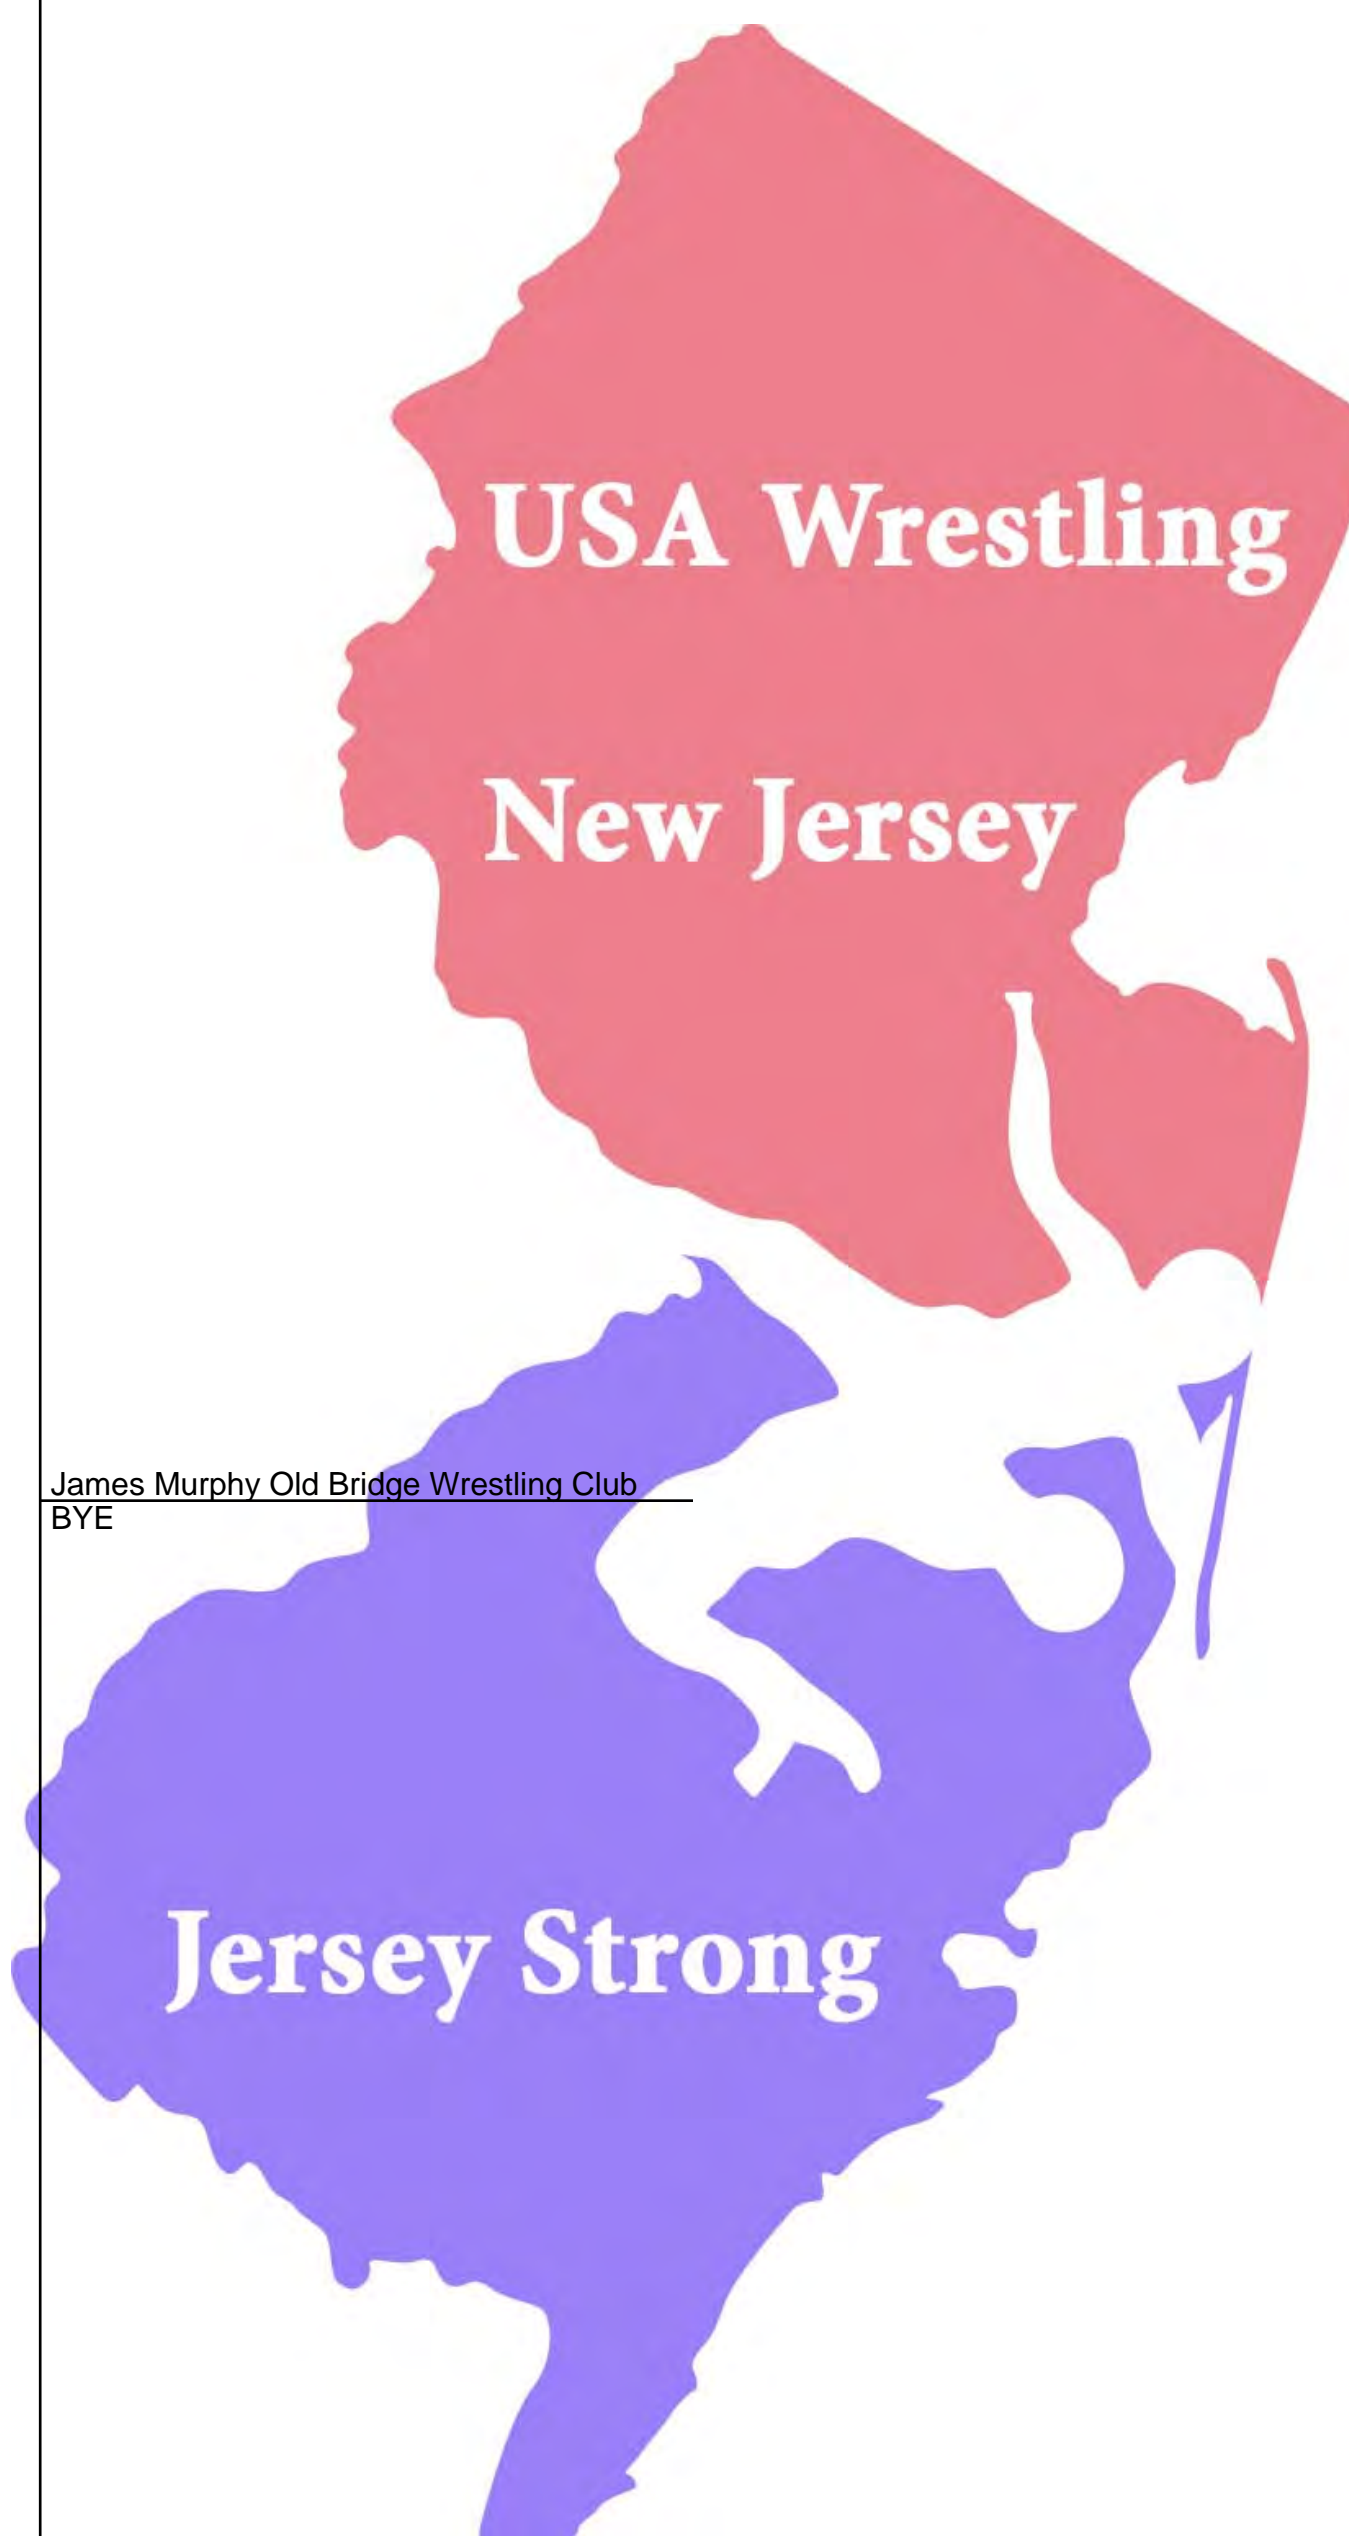 USA Wrestling
New Jersey
James Murphy Old Bridge Wrestling Club
BYE
Jersey Strong